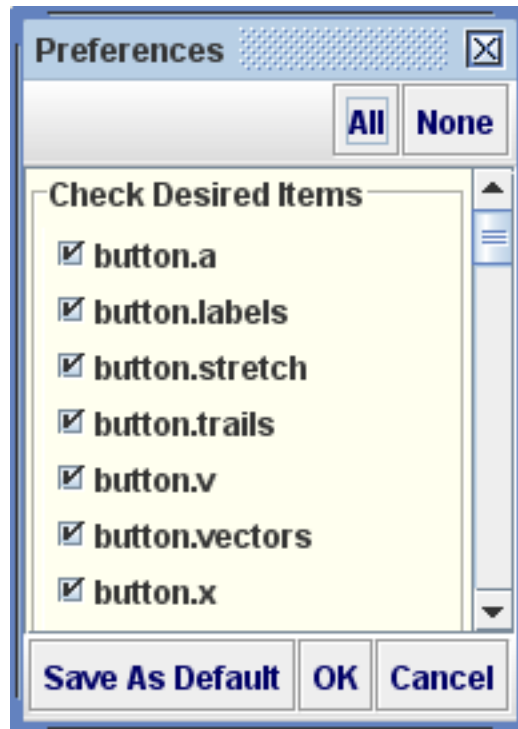 Preferences
All None
Check Desired Items
button.a
button.labels
button.stretch
button.trails
button.v
button.vectors
button.x
Save As Default OK Cancel